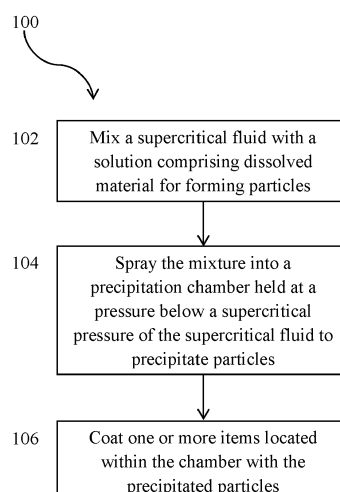 100
102
Mix a supercritical fluid with a
solution comprising dissolved
material for forming particles
104
Spray the mixture into a
precipitation chamber held at a
pressure below a supercritical
pressure of the supercritical fluid to
precipitate particles
106
Coat one or more items located
within the chamber with the
precipitated particles